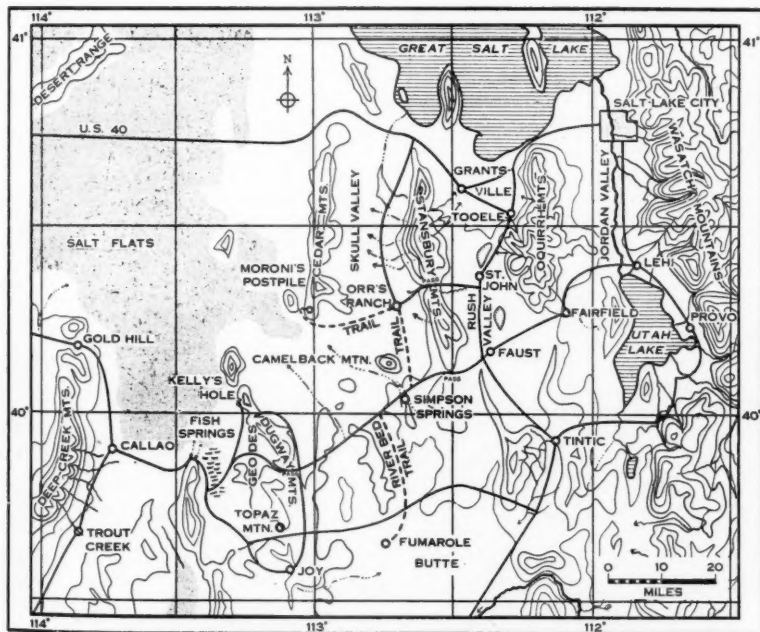 114°
113°
112°
41°
41°
GREAT SALT LAKE
DESERT RANGE
N
U.S. 40
SALT LAKE CITY
WASATCH MOUNTAINS
JORDAN VALLEY
GRANTS
VILLE
TOOELE
CEDAR MTS.
SKULL VALLEY
STANSBURY MTS.
OQUIRRH MTS.
SALT FLATS
MORONI'S
POSTPILE
ORR'S
RANCH
PASS
ST.
JOHN
LEHI
RUSH
VALLEY
FAIRFIELD
PROVO
UTAH
LAKE
TRAIL
TRAIL
GOLD HILL
CAMELBACK MTN.
FAUST
KELLY'S
HOLE
PASS
SIMPSON
SPRINGS
40°
40°
FISH
SPRINGS
GEODES
DUGWAY MTS.
PASS
DEEP CREEK MTS.
CALLAO
RIVER BED
TRAIL
TINTIC
TOPAZ
MTN.
TROUT
CREEK
FUMAROLE
BUTTE
JOY
0 10 20
MILES
114°
113°
112°